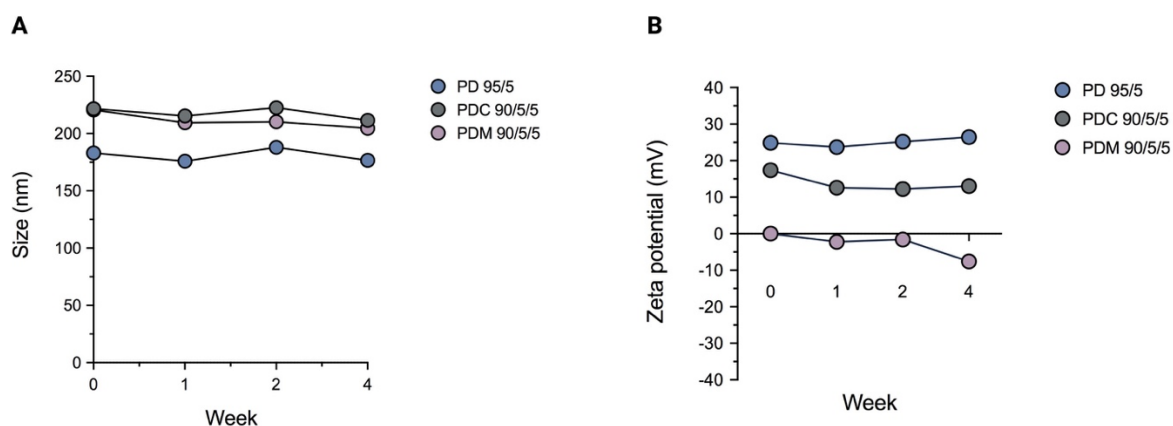 A
250
200
150
100
50
0
0 1 2 4
Size (nm)
Week
PD 95/5
PDC 90/5/5
PDM 90/5/5
B
40
30
20
10
0
-10
-20
-30
-40
0 1 2 4
Zeta potential (mV)
Week
PD 95/5
PDC 90/5/5
PDM 90/5/5